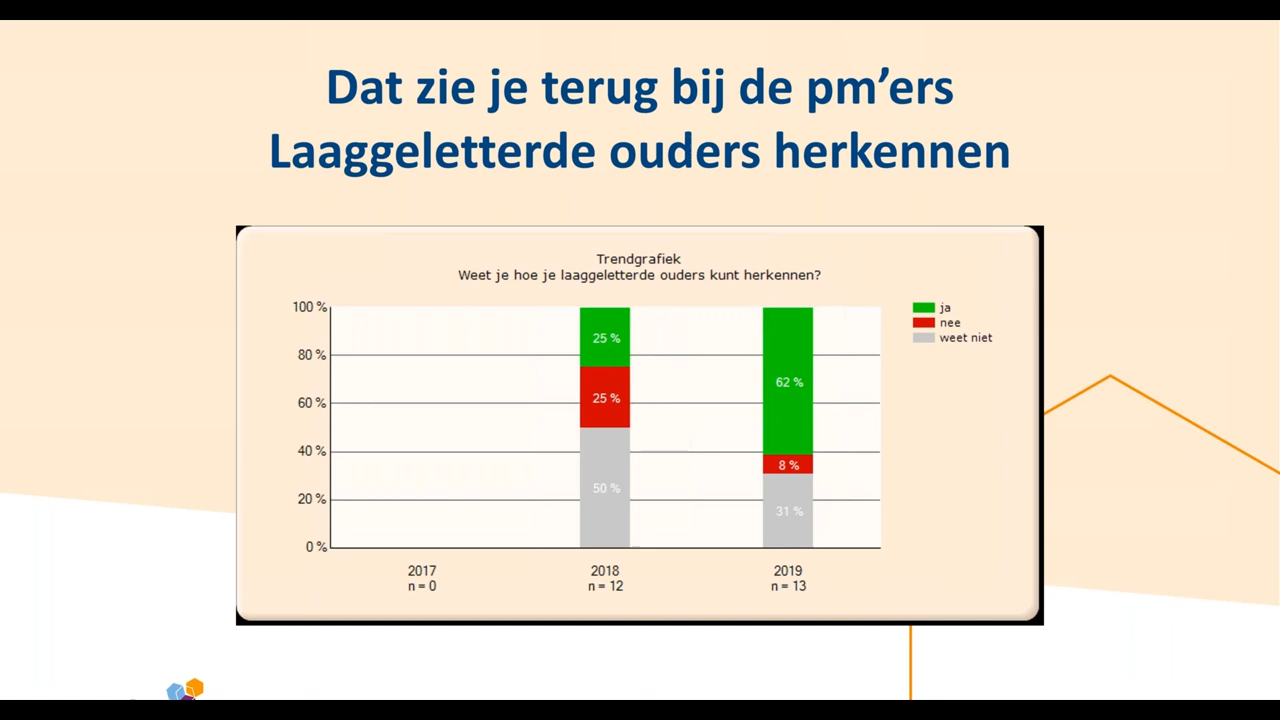 Dat zie je terug bij de pm’ers
Laaggeletterde ouders herkennen
Trendgrafiek
Weet je hoe je laaggeletterde ouders kunt herkennen?
100 %
80 %
60 %
40 %
20 %
0 %
25 %
25 %
50 %
62 %
8 %
31 %
ja
nee
weet niet
2017
n = 0
2018
n = 12
2019
n = 13